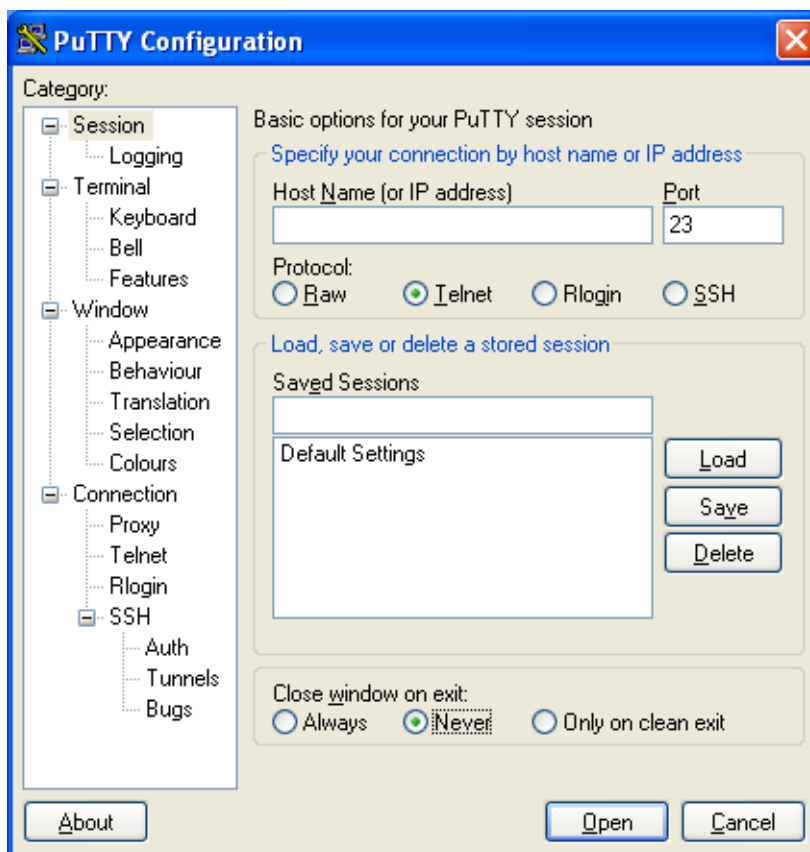 PuTTY Configuration
Category:
Session
Logging
Terminal
Keyboard
Bell
Features
Window
Appearance
Behaviour
Translation
Selection
Colours
Connection
Proxy
Telnet
Rlogin
SSH
Auth
Tunnels
Bugs
Basic options for your PuTTY session
Specify your connection by host name or IP address
Host Name (or IP address) Port
23
Protocol:
Raw Telnet Rlogin SSH
Load, save or delete a stored session
Saved Sessions
Default Settings
Load
Save
Delete
Close window on exit:
Always Never Only on clean exit
About Open Cancel